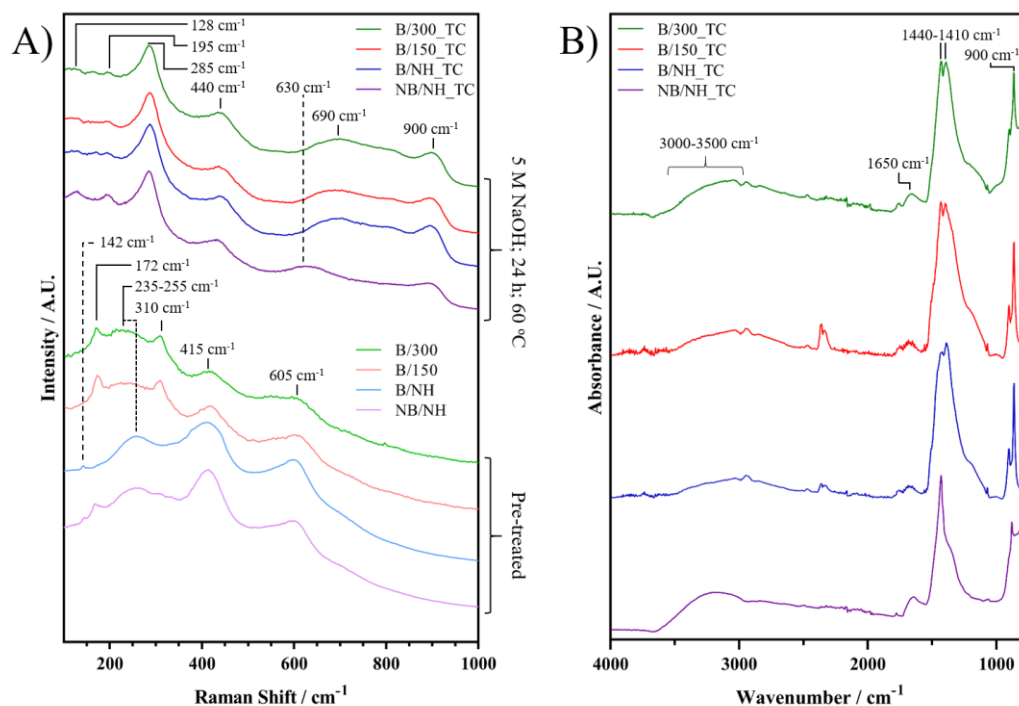 A)
128 cm⁻¹
195 cm⁻¹
285 cm⁻¹
440 cm⁻¹
630 cm⁻¹
690 cm⁻¹
900 cm⁻¹
B/300_TC
B/150_TC
B/NH_TC
NB/NH_TC
142 cm⁻¹
172 cm⁻¹
235-255 cm⁻¹
310 cm⁻¹
415 cm⁻¹
605 cm⁻¹
B/300
B/150
B/NH
NB/NH
5 M NaOH; 24 h; 60 ºC
Pre-treated
Intensity / A.U.
200
400
600
800
1000
Raman Shift / cm⁻¹
B)
B/300_TC
B/150_TC
B/NH_TC
NB/NH_TC
1440-1410 cm⁻¹
900 cm⁻¹
3000-3500 cm⁻¹
1650 cm⁻¹
Absorbance / A.U.
4000
3000
2000
1000
Wavenumber / cm⁻¹